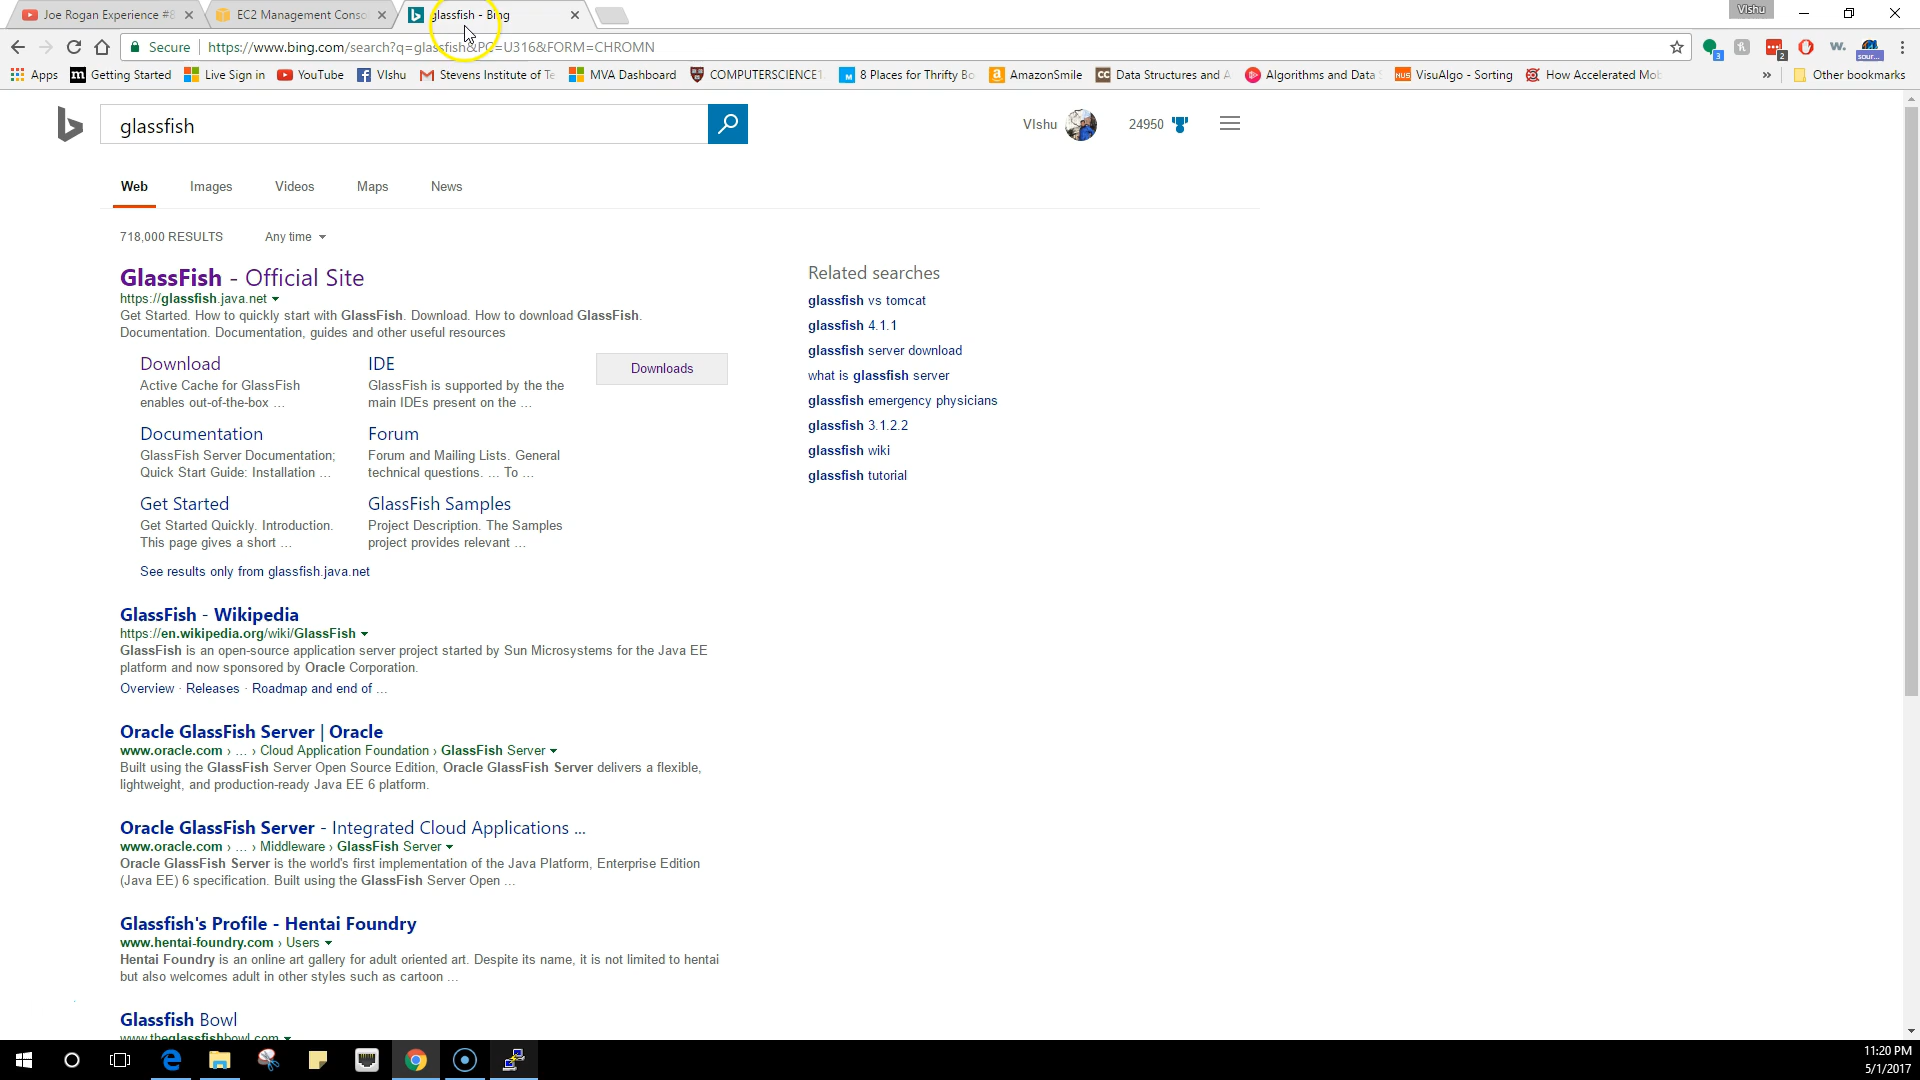 Joe Rogan Experience #8
EC2 Management Conso
glassfish - Bing
VIshu
Secure
https://www.bing.com/search?q=glassfish&PC=U316&FORM=CHROMN
3
2
w.
sour...
Apps
Getting Started
Live Sign in
YouTube
VIshu
Stevens Institute of Te
MVA Dashboard
COMPUTERSCIENCE1
8 Places for Thrifty Bo
AmazonSmile
Data Structures and A
Algorithms and Data S
VisuAlgo - Sorting
How Accelerated Mob
Other bookmarks
glassfish
VIshu
24950
Web
Images
Videos
Maps
News
718,000 RESULTS
Any time
GlassFish - Official Site
https://glassfish.java.net
Get Started. How to quickly start with GlassFish. Download. How to download GlassFish.
Documentation. Documentation, guides and other useful resources
Download
Active Cache for GlassFish
enables out-of-the-box ...
IDE
GlassFish is supported by the the
main IDEs present on the ...
Downloads
Documentation
GlassFish Server Documentation;
Quick Start Guide: Installation ...
Forum
Forum and Mailing Lists. General
technical questions. ... To ...
Get Started
Get Started Quickly. Introduction.
This page gives a short ...
GlassFish Samples
Project Description. The Samples
project provides relevant ...
See results only from glassfish.java.net
GlassFish - Wikipedia
https://en.wikipedia.org/wiki/GlassFish
GlassFish is an open-source application server project started by Sun Microsystems for the Java EE
platform and now sponsored by Oracle Corporation.
Overview · Releases · Roadmap and end of ...
Oracle GlassFish Server | Oracle
www.oracle.com › ... › Cloud Application Foundation › GlassFish Server
Built using the GlassFish Server Open Source Edition, Oracle GlassFish Server delivers a flexible,
lightweight, and production-ready Java EE 6 platform.
Oracle GlassFish Server - Integrated Cloud Applications ...
www.oracle.com › ... › Middleware › GlassFish Server
Oracle GlassFish Server is the world's first implementation of the Java Platform, Enterprise Edition
(Java EE) 6 specification. Built using the GlassFish Server Open ...
Glassfish's Profile - Hentai Foundry
www.hentai-foundry.com › Users
Hentai Foundry is an online art gallery for adult oriented art. Despite its name, it is not limited to hentai
but also welcomes adult in other styles such as cartoon ...
Glassfish Bowl
www.theglassfishbowl.com
Related searches
glassfish vs tomcat
glassfish 4.1.1
glassfish server download
what is glassfish server
glassfish emergency physicians
glassfish 3.1.2.2
glassfish wiki
glassfish tutorial
11:20 PM
5/1/2017